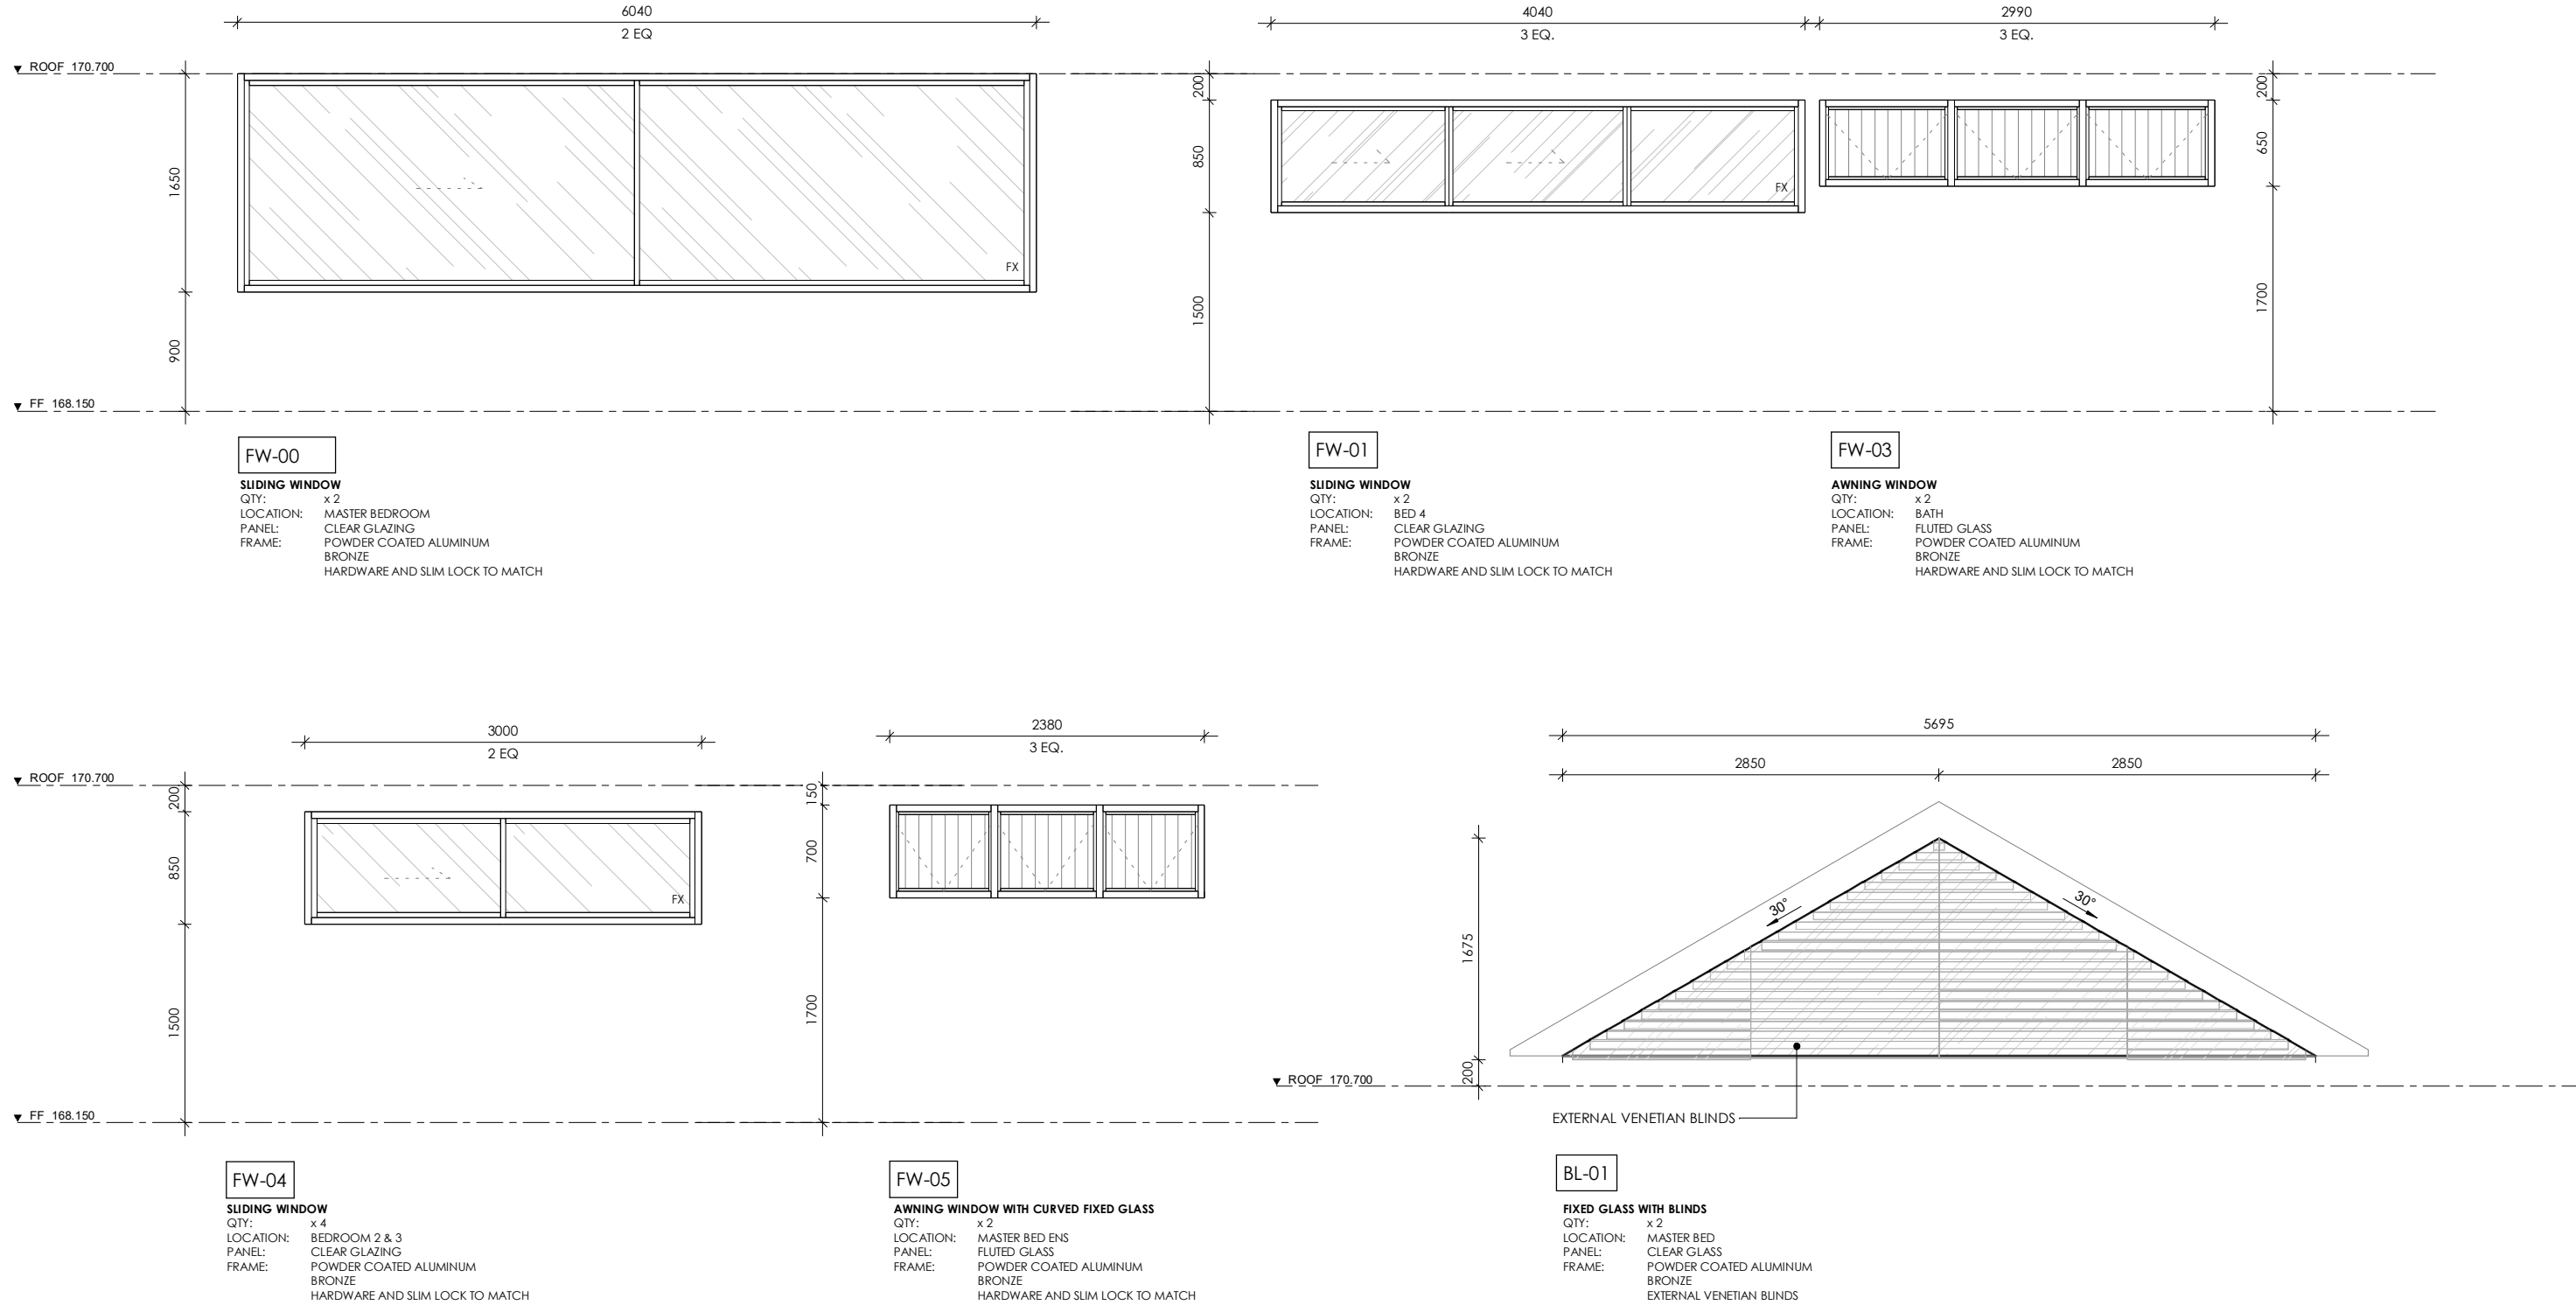 6040
2 EQ
4040
3 EQ.
2990
3 EQ.
ROOF 170.700
1650
900
200
850
1500
200
650
1700
FX
FX
FF 168.150
FW-00
SLIDING WINDOW
QTY: x 2
LOCATION: MASTER BEDROOM
PANEL: CLEAR GLAZING
FRAME: POWDER COATED ALUMINUM
BRONZE
HARDWARE AND SLIM LOCK TO MATCH
FW-01
SLIDING WINDOW
QTY: x 2
LOCATION: BED 4
PANEL: CLEAR GLAZING
FRAME: POWDER COATED ALUMINUM
BRONZE
HARDWARE AND SLIM LOCK TO MATCH
FW-03
AWNING WINDOW
QTY: x 2
LOCATION: BATH
PANEL: FLUTED GLASS
FRAME: POWDER COATED ALUMINUM
BRONZE
HARDWARE AND SLIM LOCK TO MATCH
3000
2 EQ
ROOF 170.700
200
850
1500
FX
FF 168.150
FW-04
SLIDING WINDOW
QTY: x 4
LOCATION: BEDROOM 2 & 3
PANEL: CLEAR GLAZING
FRAME: POWDER COATED ALUMINUM
BRONZE
HARDWARE AND SLIM LOCK TO MATCH
2380
3 EQ.
150
700
1700
FW-05
AWNING WINDOW WITH CURVED FIXED GLASS
QTY: x 2
LOCATION: MASTER BED ENS
PANEL: FLUTED GLASS
FRAME: POWDER COATED ALUMINUM
BRONZE
HARDWARE AND SLIM LOCK TO MATCH
5695
2850
2850
30°
30°
1675
200
ROOF 170.700
EXTERNAL VENETIAN BLINDS
BL-01
FIXED GLASS WITH BLINDS
QTY: x 2
LOCATION: MASTER BED
PANEL: CLEAR GLASS
FRAME: POWDER COATED ALUMINUM
BRONZE
EXTERNAL VENETIAN BLINDS